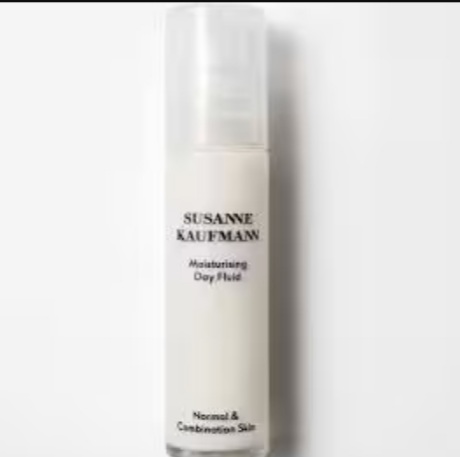 SUSANNE
KAUFMANN
Moisturising
Day Fluid
Normal &
Combination Skin